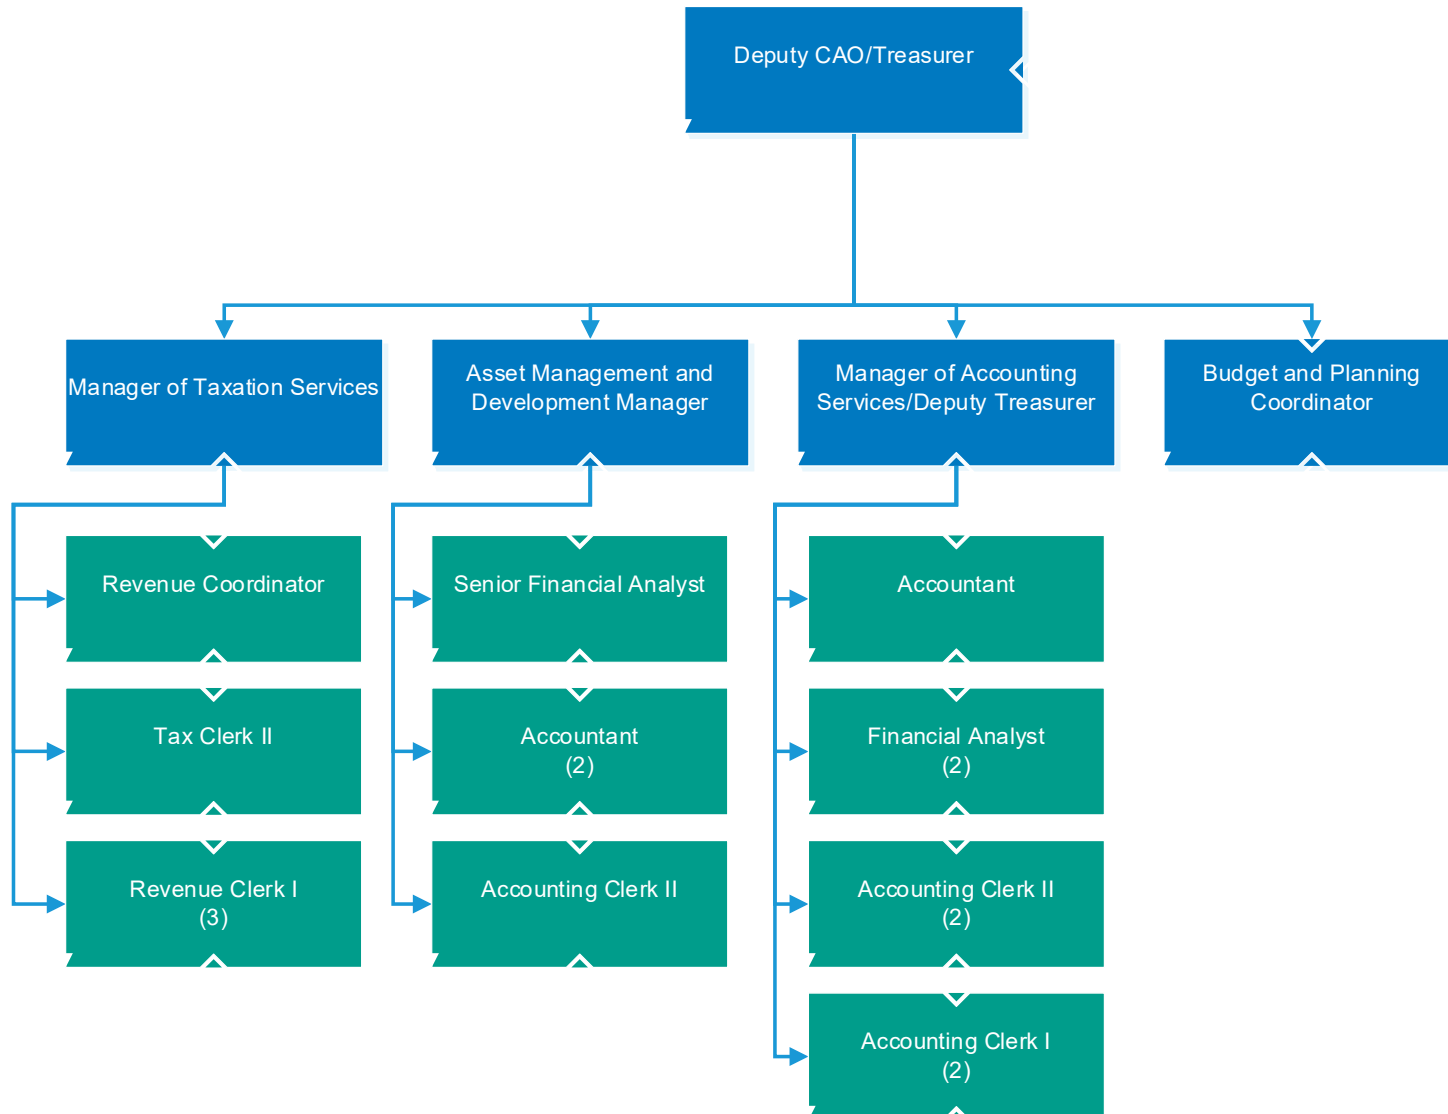 Deputy CAO/Treasurer
Manager of Taxation Services
Asset Management and
Development Manager
Manager of Accounting
Services/Deputy Treasurer
Budget and Planning
Coordinator
Revenue Coordinator
Tax Clerk II
Revenue Clerk I
(3)
Senior Financial Analyst
Accountant
(2)
Accounting Clerk II
Accountant
Financial Analyst
(2)
Accounting Clerk II
(2)
Accounting Clerk I
(2)